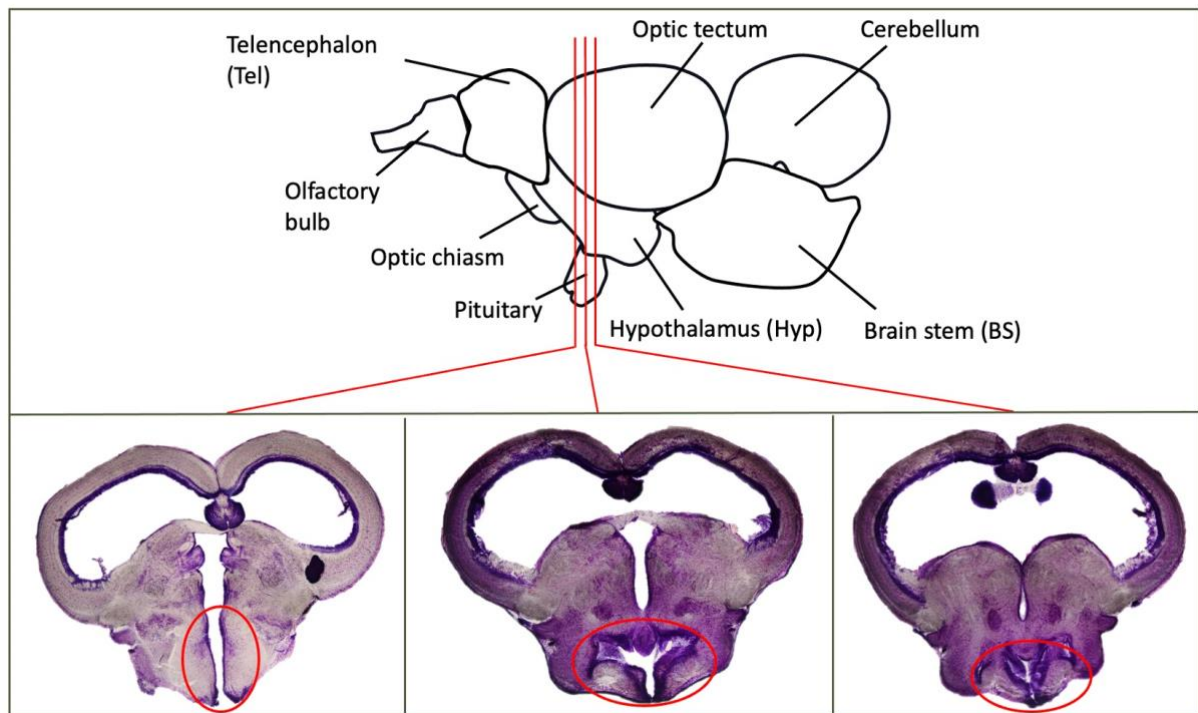 Telencephalon
(Tel)
Optic tectum
Cerebellum
Olfactory
bulb
Optic chiasm
Pituitary
Hypothalamus (Hyp)
Brain stem (BS)